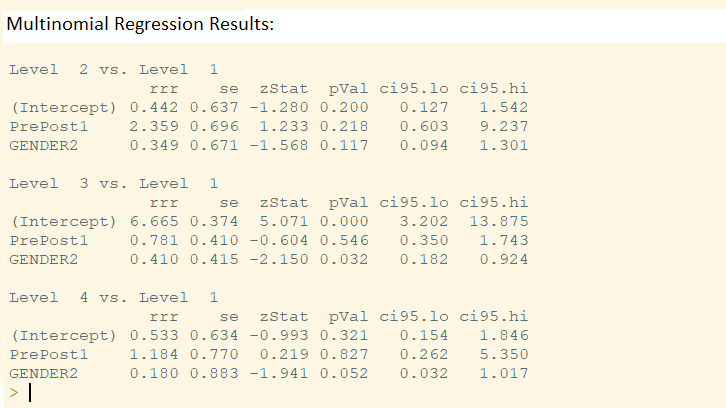 Multinomial Regression Results:
Level 2 vs. Level 1
rrr se zStat pVal ci95.lo ci95.hi
(Intercept) 0.442 0.637 -1.280 0.200 0.127 1.542
PrePost1 2.359 0.696 1.233 0.218 0.603 9.237
GENDER2 0.349 0.671 -1.568 0.117 0.094 1.301
Level 3 vs. Level 1
rrr se zStat pVal ci95.lo ci95.hi
(Intercept) 6.665 0.374 5.071 0.000 3.202 13.875
PrePost1 0.781 0.410 -0.604 0.546 0.350 1.743
GENDER2 0.410 0.415 -2.150 0.032 0.182 0.924
Level 4 vs. Level 1
rrr se zStat pVal ci95.lo ci95.hi
(Intercept) 0.533 0.634 -0.993 0.321 0.154 1.846
PrePost1 1.184 0.770 0.219 0.827 0.262 5.350
GENDER2 0.180 0.883 -1.941 0.052 0.032 1.017
>